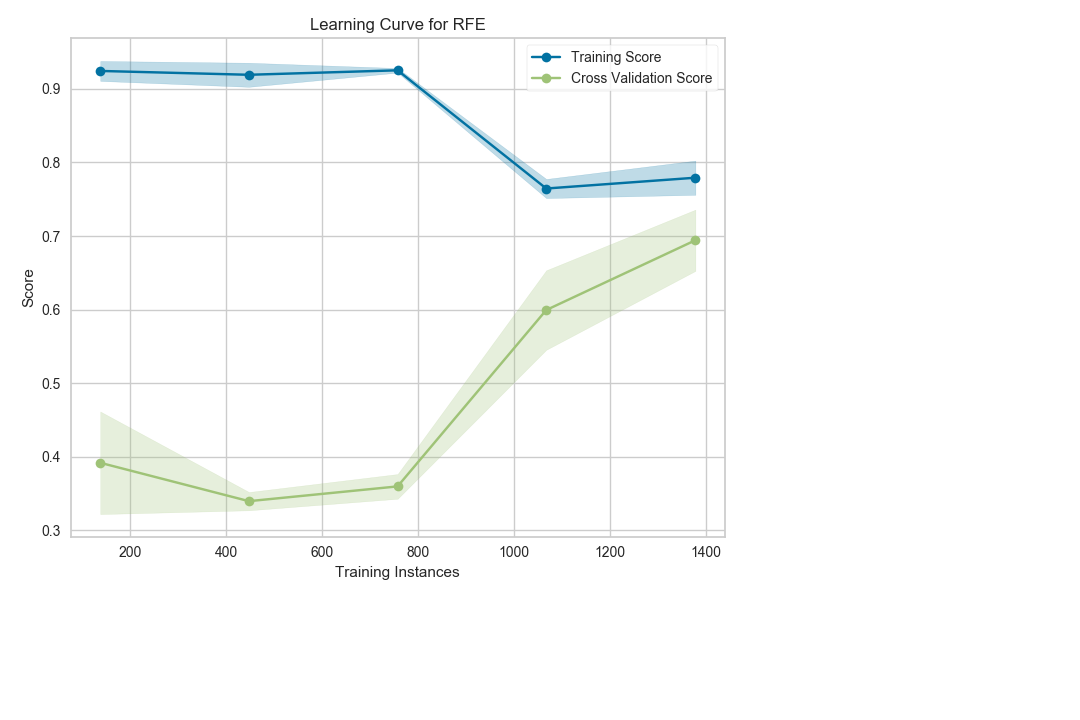 Learning Curve for RFE
Training Score
Cross Validation Score
Score
0.9
0.8
0.7
0.6
0.5
0.4
0.3
200 400 600 800 1000 1200 1400
Training Instances